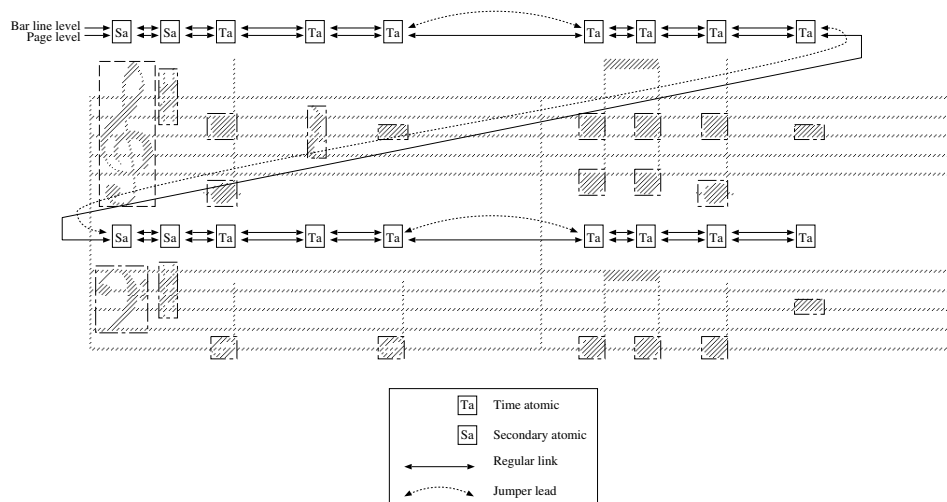 Bar line level
Page level
Sa Sa Ta Ta Ta Ta Ta Ta Ta
Sa Sa Ta Ta Ta Ta Ta Ta Ta
Ta Time atomic
Sa Secondary atomic
Regular link
Jumper lead